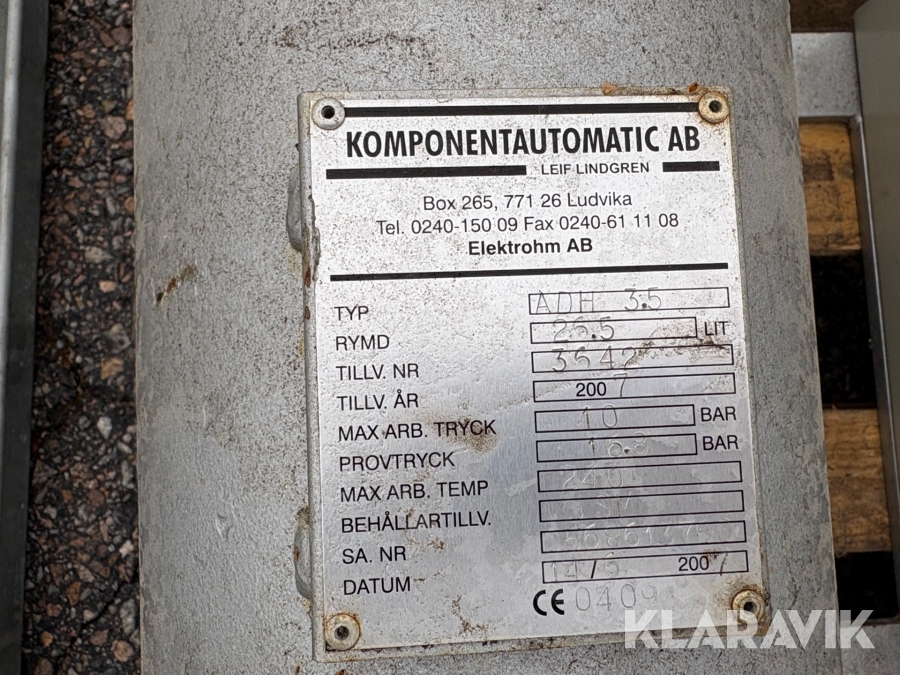 KOMPONENTAUTOMATIC AB
LEIF LINDGREN
Box 265, 771 26 Ludvika
Tel. 0240-150 09 Fax 0240-61 11 08
Elektrohm AB
TYP ADH 3.5
RYMD 25.5 LIT
TILLV. NR
TILLV. ÅR 2007
MAX ARB. TRYCK 10 BAR
PROVTRYCK BAR
MAX ARB. TEMP
BEHÅLLARTILLV.
SA. NR
DATUM 2007
CE 0409
KLARAVIK